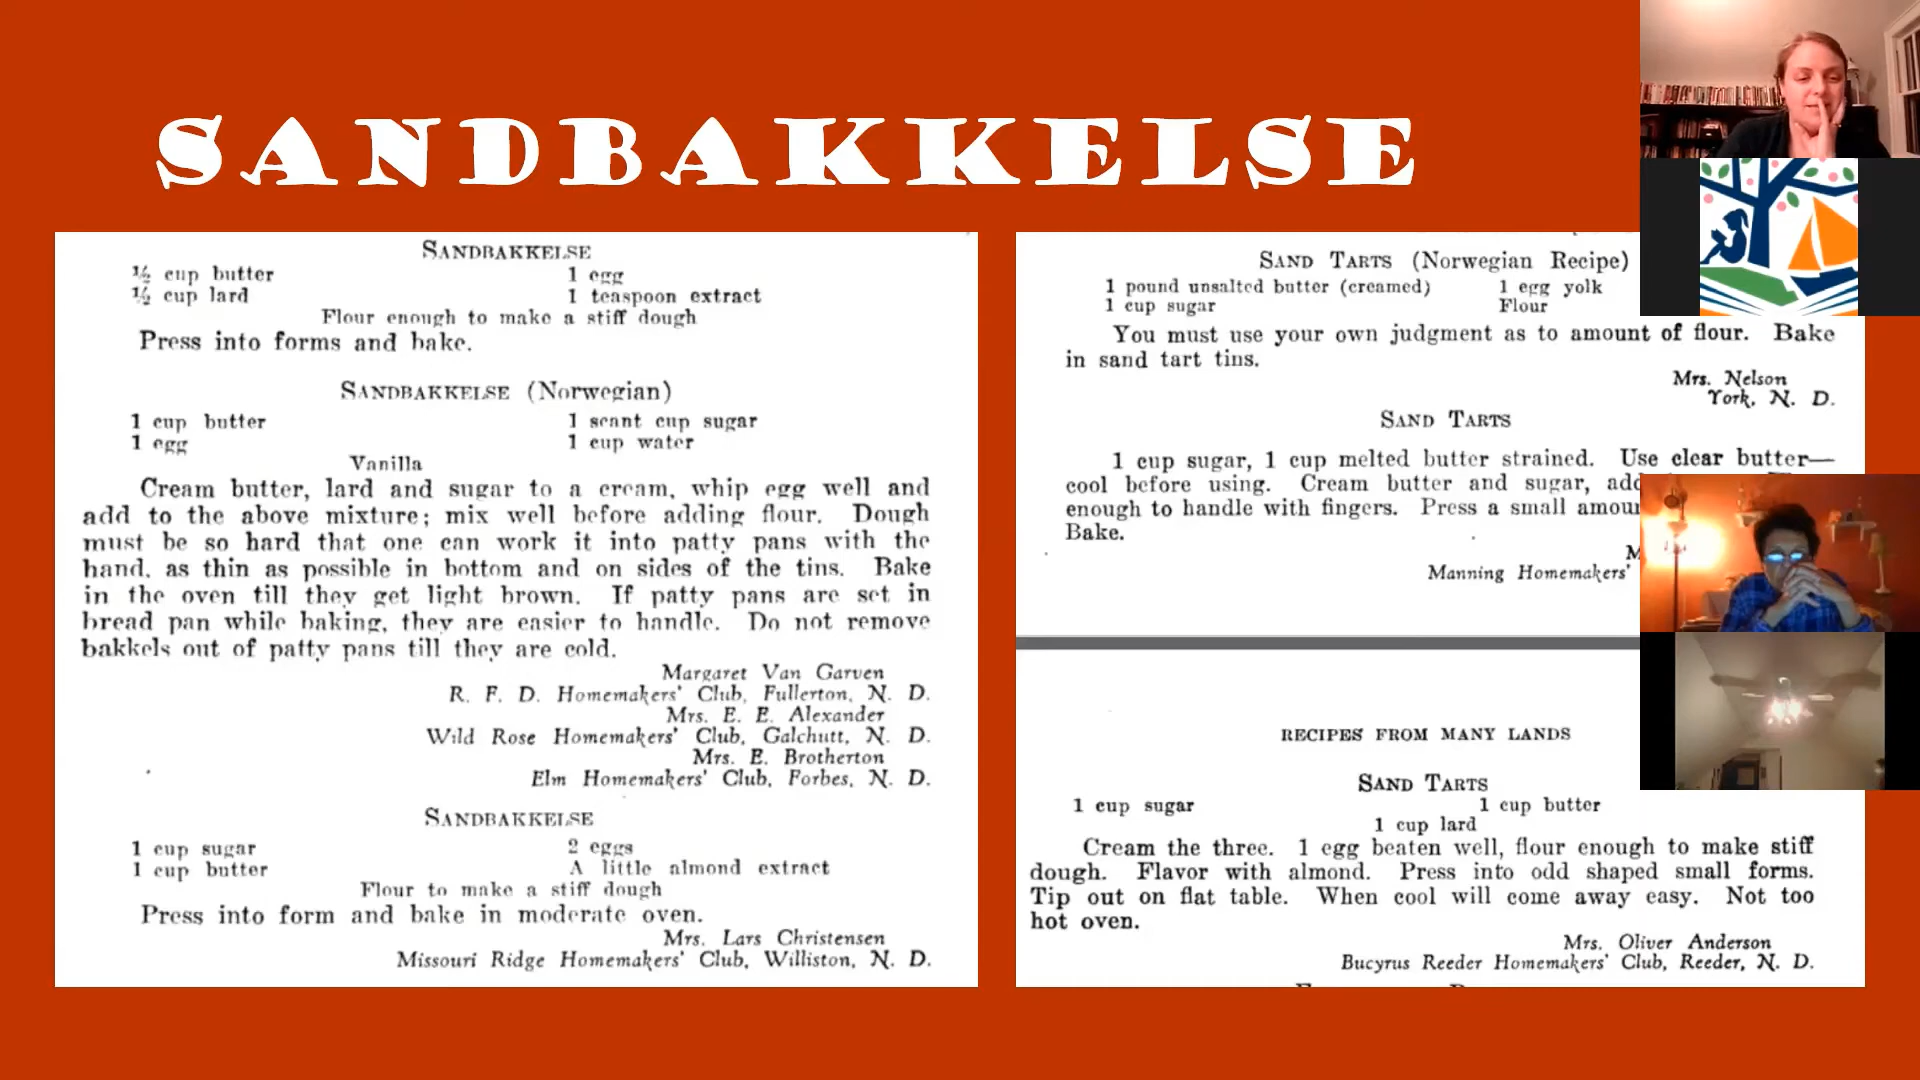 SANDBAKKELSE
SANDBAKKELSE
½ cup butter 1 egg
½ cup lard 1 teaspoon extract
Flour enough to make a stiff dough
Press into forms and bake.
SANDBAKKELSE (Norwegian)
1 cup butter 1 scant cup sugar
1 egg 1 cup water
Vanilla
Cream butter, lard and sugar to a cream, whip egg well and
add to the above mixture; mix well before adding flour. Dough
must be so hard that one can work it into patty pans with the
hand, as thin as possible in bottom and on sides of the tins. Bake
in the oven till they get light brown. If patty pans are set in
bread pan while baking, they are easier to handle. Do not remove
bakkels out of patty pans till they are cold.
Margaret Van Garven
R. F. D. Homemakers' Club, Fullerton, N. D.
Mrs. E. E. Alexander
Wild Rose Homemakers' Club, Galchutt, N. D.
Mrs. E. Brotherton
Elm Homemakers' Club, Forbes, N. D.
SANDBAKKELSE
1 cup sugar 2 eggs
1 cup butter A little almond extract
Flour to make a stiff dough
Press into form and bake in moderate oven.
Mrs. Lars Christensen
Missouri Ridge Homemakers' Club, Williston, N. D.
SAND TARTS (Norwegian Recipe)
1 pound unsalted butter (creamed) 1 egg yolk
1 cup sugar Flour
You must use your own judgment as to amount of flour. Bake
in sand tart tins.
Mrs. Nelson
York, N. D.
SAND TARTS
1 cup sugar, 1 cup melted butter strained. Use clear butter—
cool before using. Cream butter and sugar,
enough to handle with fingers. Press a small
Bake.
Manning Homemakers'
RECIPES FROM MANY LANDS
SAND TARTS
1 cup sugar 1 cup butter
1 cup lard
Cream the three. 1 egg beaten well, flour enough to make stiff
dough. Flavor with almond. Press into odd shaped small forms.
Tip out on flat table. When cool will come away easy. Not too
hot oven.
Mrs. Oliver Anderson
Bucyrus Reeder Homemakers' Club, Reeder, N. D.